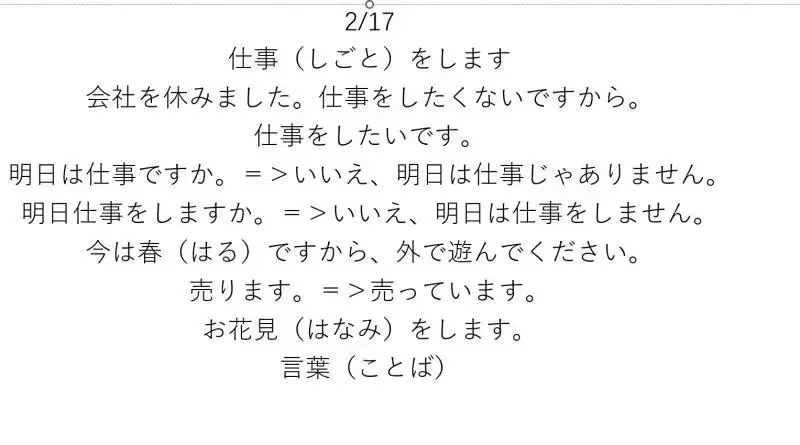 2/17
仕事（しごと）をします
会社を休みました。仕事をしたくないですから。
仕事をしたいです。
明日は仕事ですか。＝＞いいえ、明日は仕事じゃありません。
明日仕事をしますか。＝＞いいえ、明日は仕事をしません。
今は春（はる）ですから、外で遊んでください。
売ります。＝＞売っています。
お花見（はなみ）をします。
言葉（ことば）